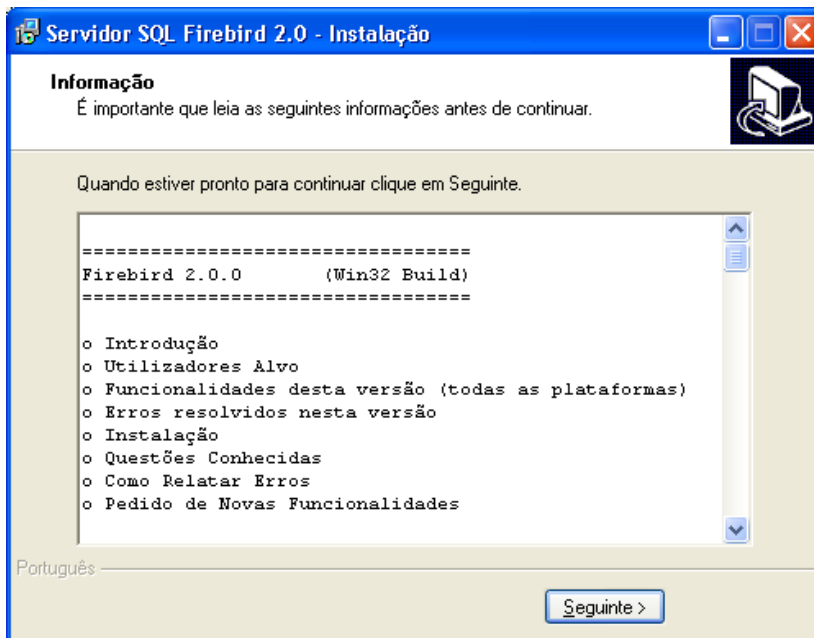 Servidor SQL Firebird 2.0 - Instalação
Informação
É importante que leia as seguintes informações antes de continuar.
Quando estiver pronto para continuar clique em Seguinte.
==================================
Firebird 2.0.0 (Win32 Build)
==================================
o Introdução
o Utilizadores Alvo
o Funcionalidades desta versão (todas as plataformas)
o Erros resolvidos nesta versão
o Instalação
o Questões Conhecidas
o Como Relatar Erros
o Pedido de Novas Funcionalidades
Português
Seguinte >